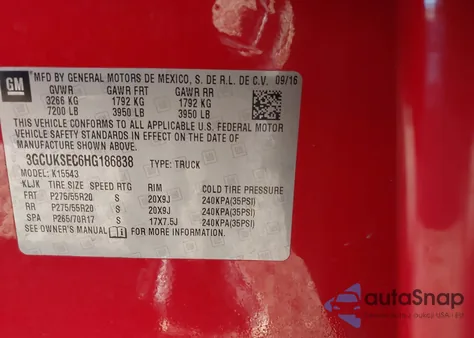 GM
MFD BY GENERAL MOTORS DE MEXICO, S. DE R.L. DE C.V. 09/16
GVWR GAWR FRT GAWR RR
3266 KG 1792 KG 1792 KG
7200 LB 3950 LB 3950 LB
THIS VEHICLE CONFORMS TO ALL APPLICABLE U.S. FEDERAL MOTOR
VEHICLE SAFETY STANDARDS IN EFFECT ON THE DATE OF
MANUFACTURE SHOWN ABOVE.
3GCUKSEC6HG186838 TYPE: TRUCK
MODEL: K15543
KLJK TIRE SIZE SPEED RTG RIM COLD TIRE PRESSURE
FRT P275/55R20 S 20X9J 240KPA(35PSI)
RR P275/55R20 S 20X9J 240KPA(35PSI)
SPA P265/70R17 S 17X7.5J 240KPA(35PSI)
SEE OWNER'S MANUAL FOR MORE INFORMATION.
autaSnap